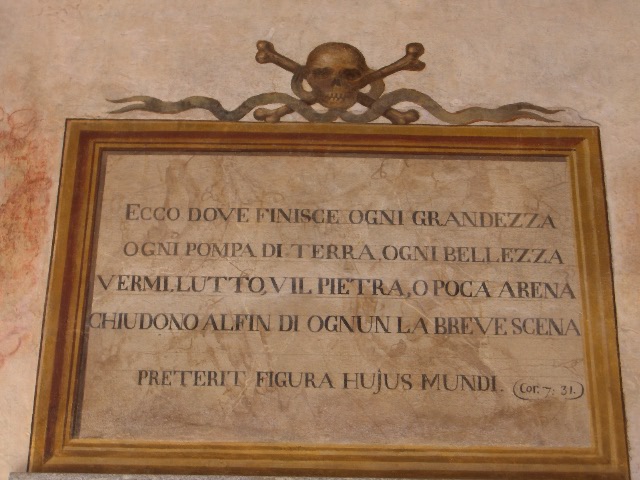 ECCO DOVE FINISCE OGNI GRANDEZZA
OGNI POMPA DI TERRA, OGNI BELLEZZA
VERMI, LUTTO, VIL PIETRA, O POCA ARENA
CHIUDONO ALFIN DI OGNUN LA BREVE SCENA
PRETERIT FIGURA HUJUS MUNDI. (Cor. 7. 31.)